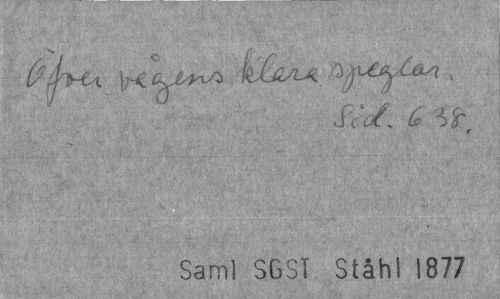 Öfver vågens klara speglar.
Sid. 638.
Saml SGST Ståhl 1877